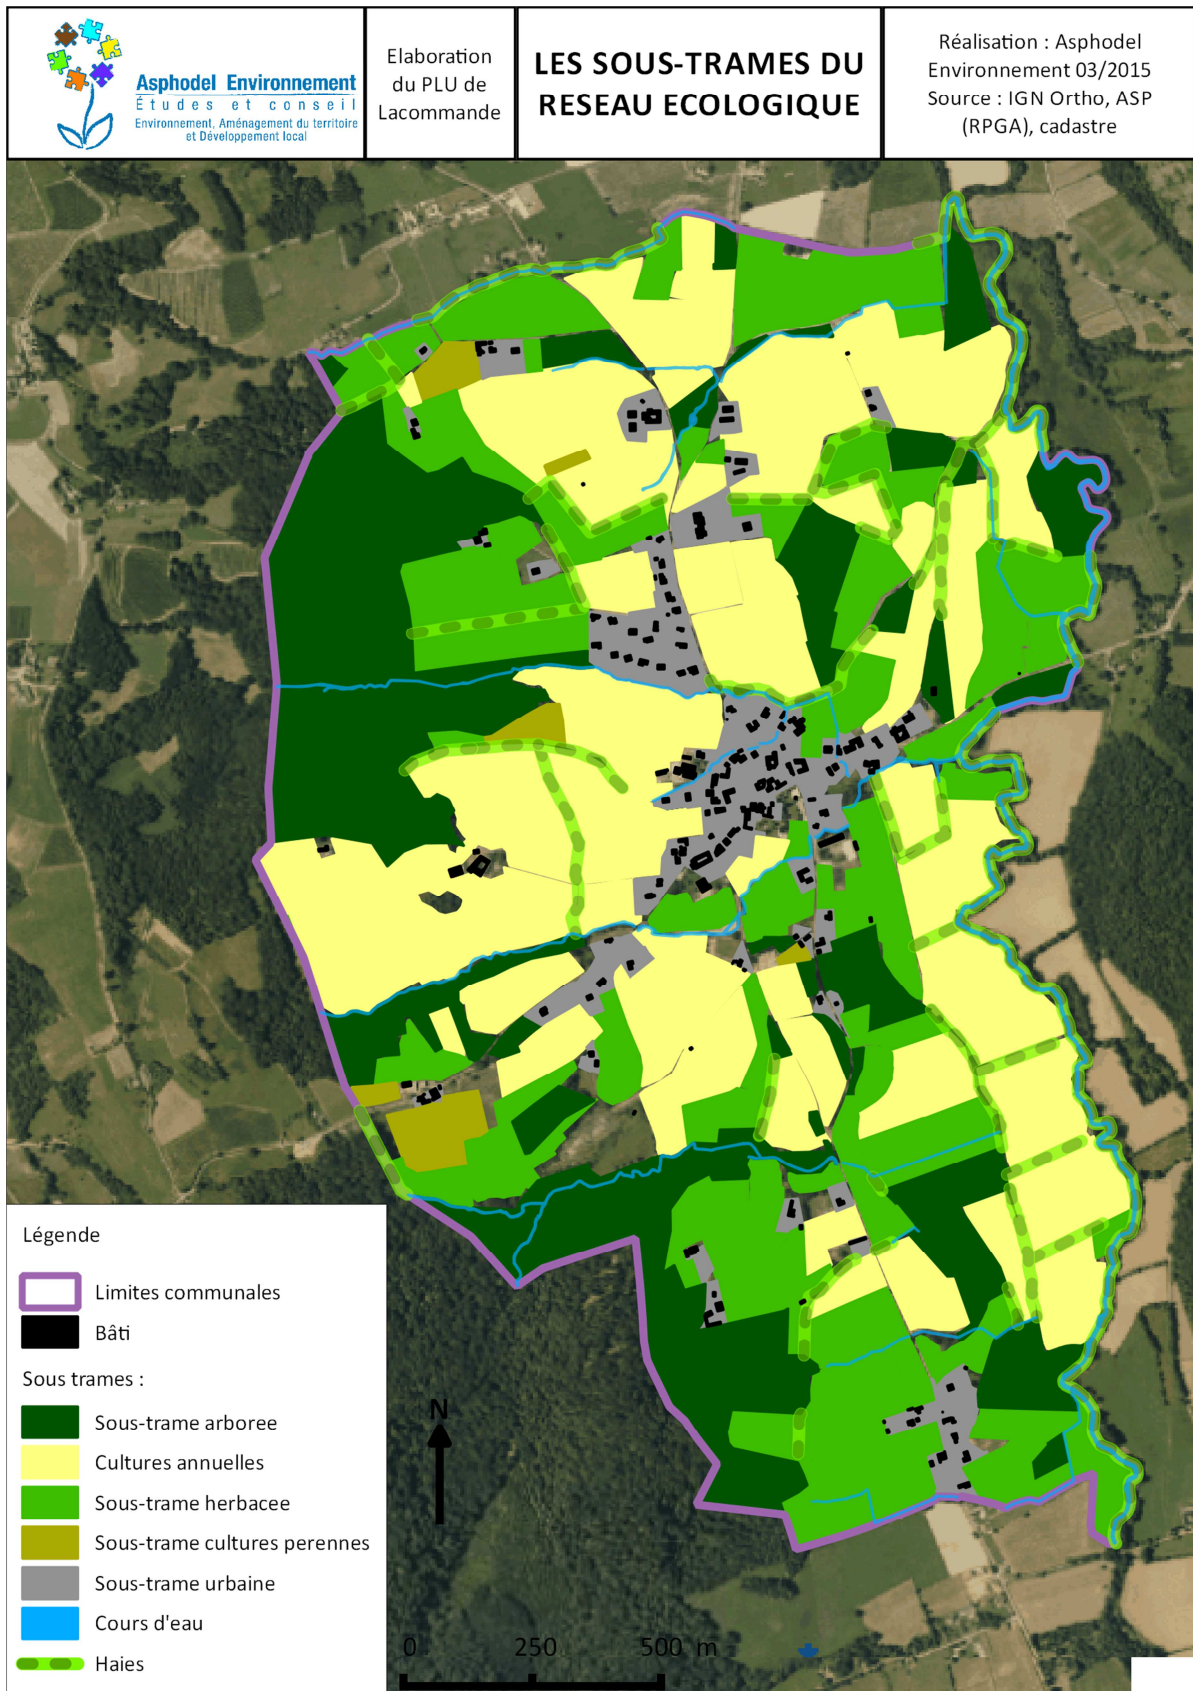 Asphodel Environnement
Études et conseil
Environnement, Aménagement du territoire
et Développement local
Elaboration
du PLU de
Lacommande
LES SOUS-TRAMES DU
RESEAU ECOLOGIQUE
Réalisation : Asphodel
Environnement 03/2015
Source : IGN Ortho, ASP
(RPGA), cadastre
Légende
Limites communales
Bâti
Sous trames :
Sous-trame arboree
Cultures annuelles
Sous-trame herbacee
Sous-trame cultures perennes
Sous-trame urbaine
Cours d'eau
Haies
N
0 250 500 m